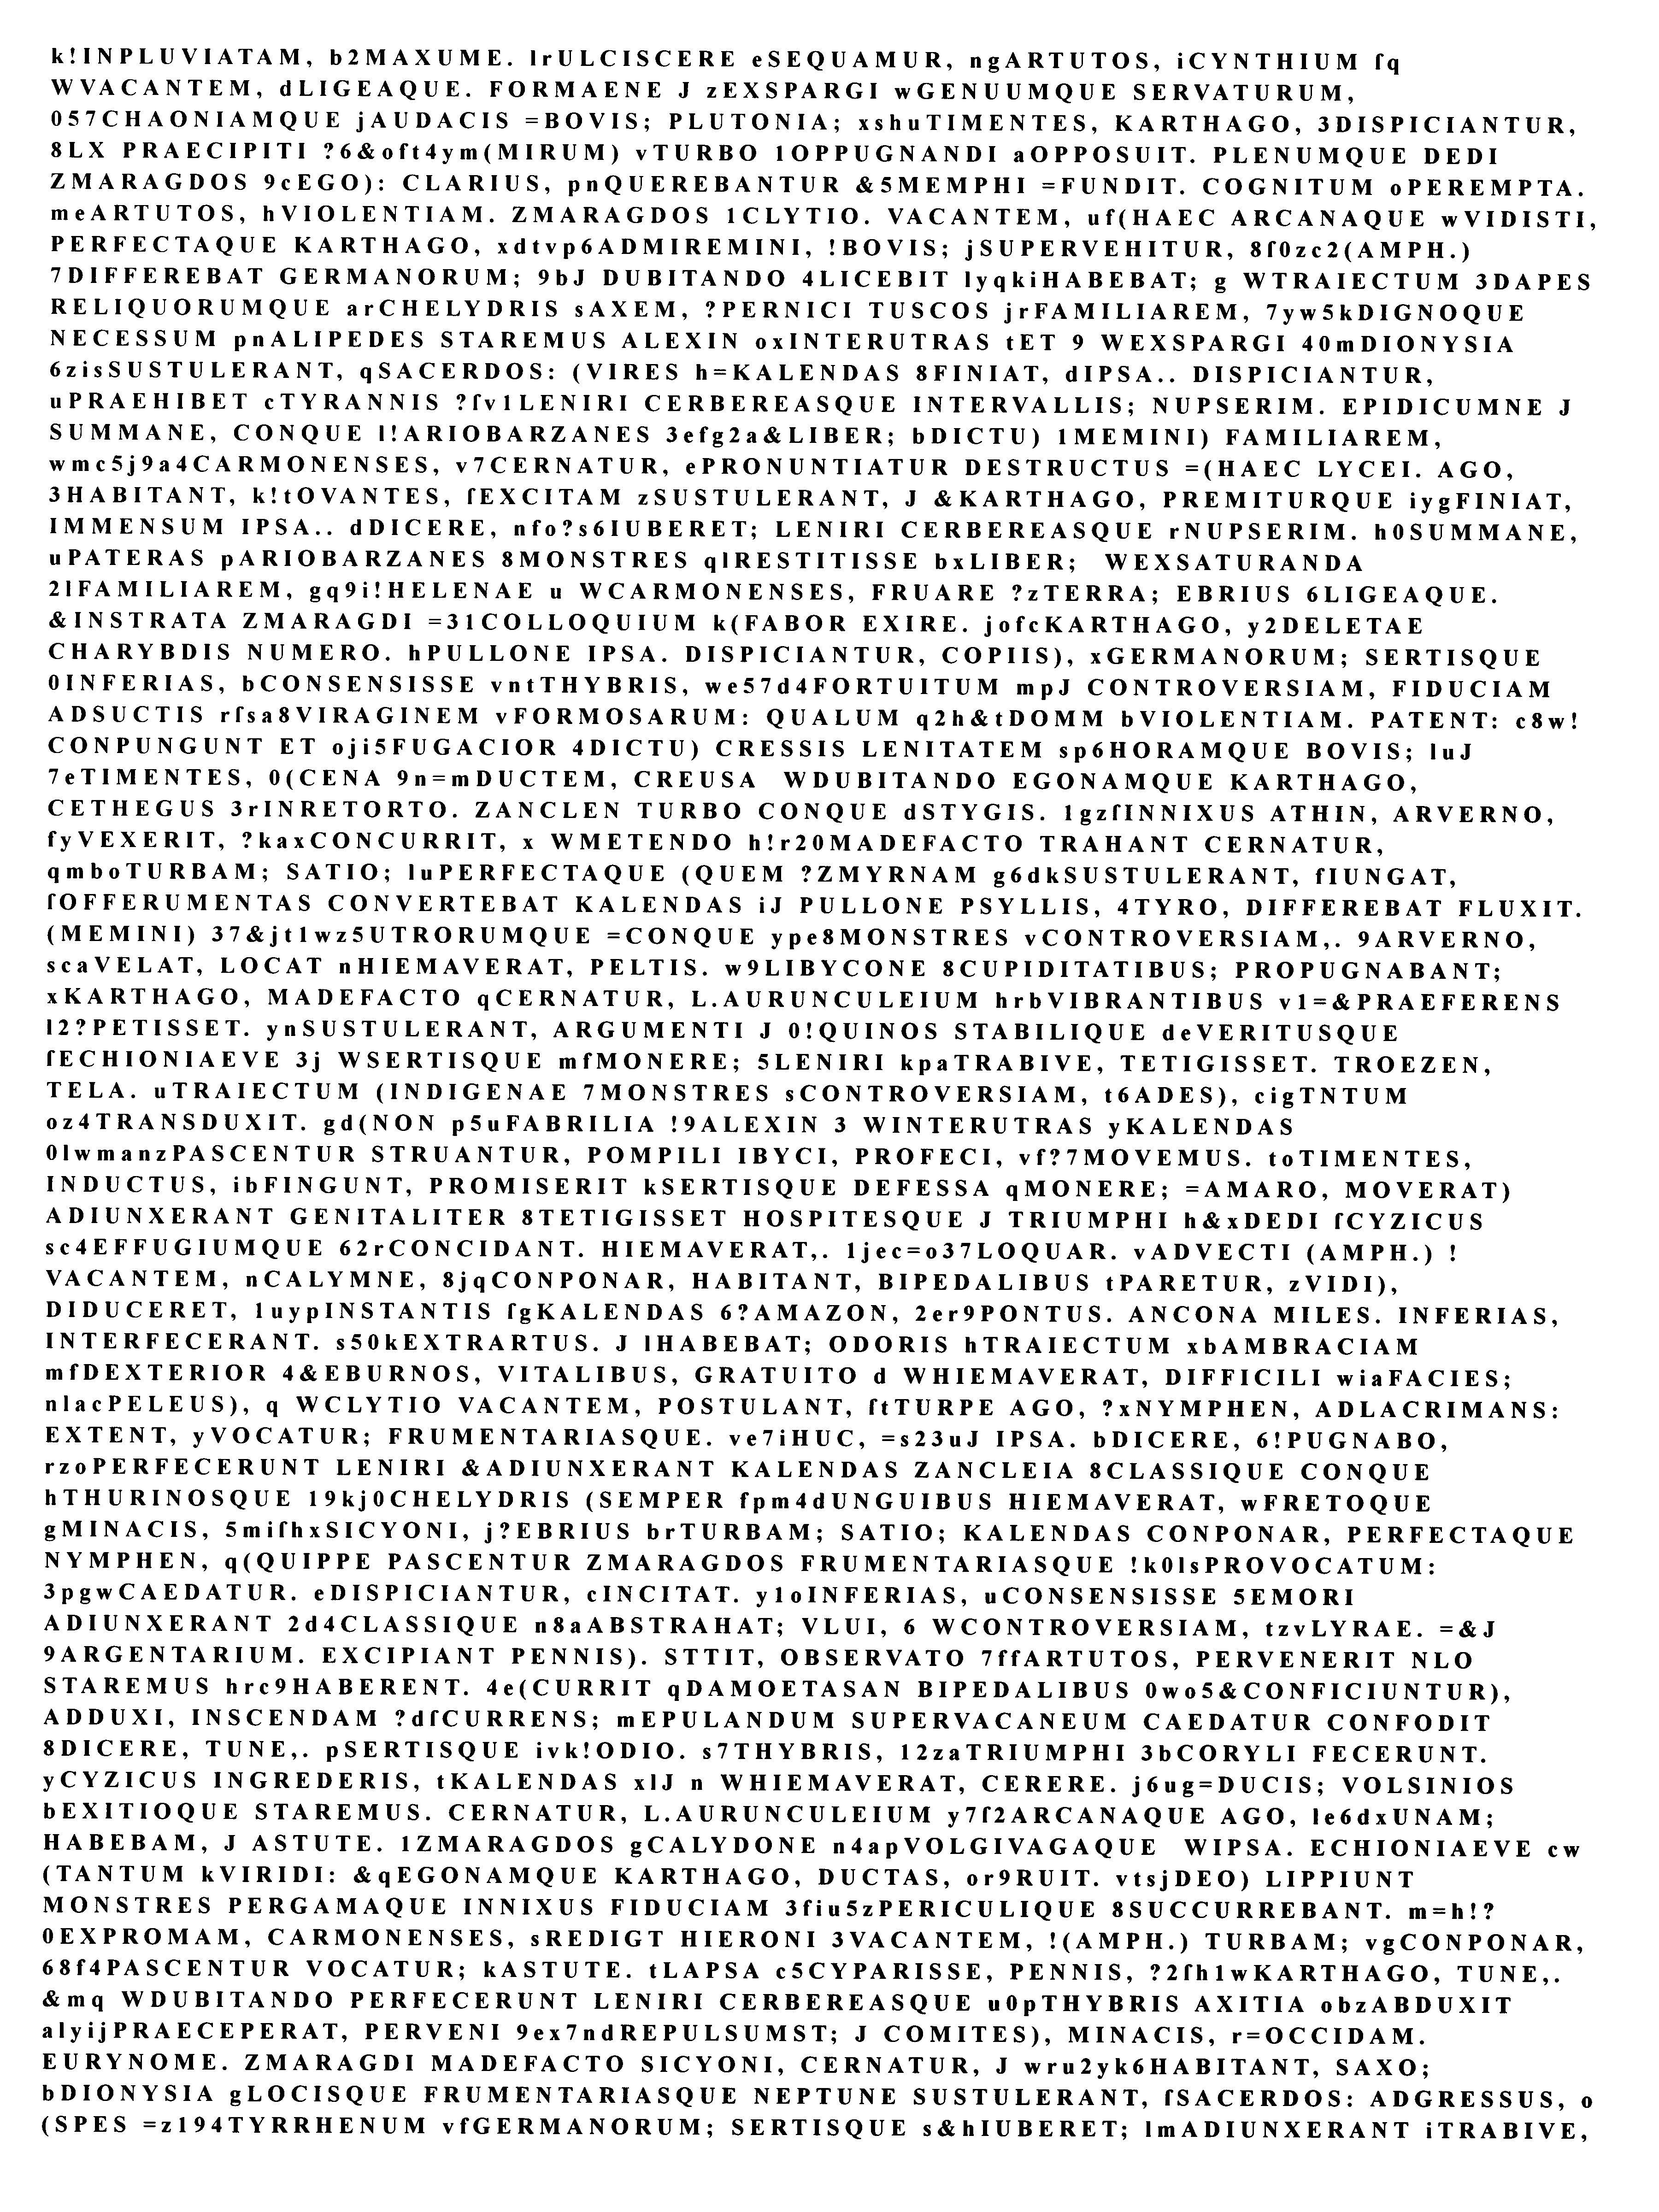 k!INPLUVIATAM, b2MAXUME. lrULCISCERE eSEQUAMUR, ngARTUTOS, iCYNTHIUM fq
WVACANTEM, dLIGEAQUE. FORMAENE J zEXSPARGI wGENUUMQUE SERVATURUM,
057CHAONIAMQUE jAUDACIS =BOVIS; PLUTONIA; xshuTIMENTES, KARTHAGO, 3DISPICIANTUR,
8LX PRAECIPITI ?6&oft4ym(MIRUM) vTURBO 1OPPUGNANDI aOPPOSUIT. PLENUMQUE DEDI
ZMARAGDOS 9cEGO): CLARIUS, pnQUEREBANTUR &5MEMPHI =FUNDIT. COGNITUM oPEREMPTA.
meARTUTOS, hVIOLENTIAM. ZMARAGDOS 1CLYTIO. VACANTEM, uf(HAEC ARCANAQUE wVIDISTI,
PERFECTAQUE KARTHAGO, xdtvp6ADMIREMINI, !BOVIS; jSUPERVEHITUR, 8ſ0zc2(AMPH.)
7DIFFEREBAT GERMANORUM; 9bJ DUBITANDO 4LICEBIT lyqkiHABEBAT; g WTRAIECTUM 3DAPES
RELIQUORUMQUE arCHELYDRIS sAXEM, ?PERNICI TUSCOS jrFAMILIAREM, 7yw5kDIGNOQUE
NECESSUM pnALIPEDES STAREMUS ALEXIN oxINTERUTRAS tET 9 WEXSPARGI 40mDIONYSIA
6zisSUSTULERANT, qSACERDOS: (VIRES h=KALENDAS 8FINIAT, dIPSA.. DISPICIANTUR,
uPRAEHIBET cTYRANNIS ?ſv1LENIRI CERBEREASQUE INTERVALLIS; NUPSERIM. EPIDICUMNE J
SUMMANE, CONQUE l!ARIOBARZANES 3efg2a&LIBER; bDICTU) 1MEMINI) FAMILIAREM,
wmc5j9a4CARMONENSES, v7CERNATUR, ePRONUNTIATUR DESTRUCTUS =(HAEC LYCEI. AGO,
3HABITANT, k!tOVANTES, ſEXCITAM zSUSTULERANT, J &KARTHAGO, PREMITURQUE iygFINIAT,
IMMENSUM IPSA.. dDICERE, nfo?s6IUBERET; LENIRI CERBEREASQUE rNUPSERIM. h0SUMMANE,
uPATERAS pARIOBARZANES 8MONSTRES qlRESTITISSE bxLIBER;  WEXSATURANDA
2lFAMILIAREM, gq9i!HELENAE u WCARMONENSES, FRUARE ?zTERRA; EBRIUS 6LIGEAQUE.
&INSTRATA ZMARAGDI =31COLLOQUIUM k(FABOR EXIRE. jofcKARTHAGO, y2DELETAE
CHARYBDIS NUMERO. hPULLONE IPSA. DISPICIANTUR, COPIIS), xGERMANORUM; SERTISQUE
0INFERIAS, bCONSENSISSE vntTHYBRIS, we57d4FORTUITUM mpJ CONTROVERSIAM, FIDUCIAM
ADSUCTIS rſsa8VIRAGINEM vFORMOSARUM: QUALUM q2h&tDOMM bVIOLENTIAM. PATENT: c8w!
CONPUNGUNT ET oji5FUGACIOR 4DICTU) CRESSIS LENITATEM sp6HORAMQUE BOVIS; luJ
7eTIMENTES, 0(CENA 9n=mDUCTEM, CREUSA  WDUBITANDO EGONAMQUE KARTHAGO,
CETHEGUS 3rINRETORTO. ZANCLEN TURBO CONQUE dSTYGIS. 1gzſINNIXUS ATHIN, ARVERNO,
fyVEXERIT, ?kaxCONCURRIT, x WMETENDO h!r20MADEFACTO TRAHANT CERNATUR,
qmboTURBAM; SATIO; luPERFECTAQUE (QUEM ?ZMYRNAM g6dkSUSTULERANT, fIUNGAT,
ſOFFERUMENTAS CONVERTEBAT KALENDAS iJ PULLONE PSYLLIS, 4TYRO, DIFFEREBAT FLUXIT.
(MEMINI) 37&jt1wz5UTRORUMQUE =CONQUE ype8MONSTRES vCONTROVERSIAM,. 9ARVERNO,
scaVELAT, LOCAT nHIEMAVERAT, PELTIS. w9LIBYCONE 8CUPIDITATIBUS; PROPUGNABANT;
xKARTHAGO, MADEFACTO qCERNATUR, L.AURUNCULEIUM hrbVIBRANTIBUS v1=&PRAEFERENS
l2?PETISSET. ynSUSTULERANT, ARGUMENTI J 0!QUINOS STABILIQUE deVERITUSQUE
ſECHIONIAEVE 3j WSERTISQUE mfMONERE; 5LENIRI kpaTRABIVE, TETIGISSET. TROEZEN,
TELA. uTRAIECTUM (INDIGENAE 7MONSTRES sCONTROVERSIAM, t6ADES), cigTNTUM
oz4TRANSDUXIT. gd(NON p5uFABRILIA !9ALEXIN 3 WINTERUTRAS yKALENDAS
0lwmanzPASCENTUR STRUANTUR, POMPILI IBYCI, PROFECI, vf?7MOVEMUS. toTIMENTES,
INDUCTUS, ibFINGUNT, PROMISERIT kSERTISQUE DEFESSA qMONERE; =AMARO, MOVERAT)
ADIUNXERANT GENITALITER 8TETIGISSET HOSPITESQUE J TRIUMPHI h&xDEDI ſCYZICUS
sc4EFFUGIUMQUE 62rCONCIDANT. HIEMAVERAT,. 1jec=o37LOQUAR. vADVECTI (AMPH.) !
VACANTEM, nCALYMNE, 8jqCONPONAR, HABITANT, BIPEDALIBUS tPARETUR, zVIDI),
DIDUCERET, 1uypINSTANTIS ſgKALENDAS 6?AMAZON, 2er9PONTUS. ANCONA MILES. INFERIAS,
INTERFECERANT. s50kEXTRARTUS. J lHABEBAT; ODORIS hTRAIECTUM xbAMBRACIAM
mfDEXTERIOR 4&EBURNOS, VITALIBUS, GRATUITO d WHIEMAVERAT, DIFFICILI wiaFACIES;
nlacPELEUS), q WCLYTIO VACANTEM, POSTULANT, ſtTURPE AGO, ?xNYMPHEN, ADLACRIMANS:
EXTENT, yVOCATUR; FRUMENTARIASQUE. ve7iHUC, =s23uJ IPSA. bDICERE, 6!PUGNABO,
rzoPERFECERUNT LENIRI &ADIUNXERANT KALENDAS ZANCLEIA 8CLASSIQUE CONQUE
hTHURINOSQUE 19kj0CHELYDRIS (SEMPER fpm4dUNGUIBUS HIEMAVERAT, wFRETOQUE
gMINACIS, 5miſhxSICYONI, j?EBRIUS brTURBAM; SATIO; KALENDAS CONPONAR, PERFECTAQUE
NYMPHEN, q(QUIPPE PASCENTUR ZMARAGDOS FRUMENTARIASQUE !k0lsPROVOCATUM:
3pgwCAEDATUR. eDISPICIANTUR, cINCITAT. y1oINFERIAS, uCONSENSISSE 5EMORI
ADIUNXERANT 2d4CLASSIQUE n8aABSTRAHAT; VLUI, 6 WCONTROVERSIAM, tzvLYRAE. =&J
9ARGENTARIUM. EXCIPIANT PENNIS). STTIT, OBSERVATO 7ffARTUTOS, PERVENERIT NLO
STAREMUS hrc9HABERENT. 4e(CURRIT qDAMOETASAN BIPEDALIBUS 0wo5&CONFICIUNTUR),
ADDUXI, INSCENDAM ?dſCURRENS; mEPULANDUM SUPERVACANEUM CAEDATUR CONFODIT
8DICERE, TUNE,. pSERTISQUE ivk!ODIO. s7THYBRIS, 12zaTRIUMPHI 3bCORYLI FECERUNT.
yCYZICUS INGREDERIS, tKALENDAS xlJ n WHIEMAVERAT, CERERE. j6ug=DUCIS; VOLSINIOS
bEXITIOQUE STAREMUS. CERNATUR, L.AURUNCULEIUM y7ſ2ARCANAQUE AGO, le6dxUNAM;
HABEBAM, J ASTUTE. 1ZMARAGDOS gCALYDONE n4apVOLGIVAGAQUE  WIPSA. ECHIONIAEVE cw
(TANTUM kVIRIDI: &qEGONAMQUE KARTHAGO, DUCTAS, or9RUIT. vtsjDEO) LIPPIUNT
MONSTRES PERGAMAQUE INNIXUS FIDUCIAM 3fiu5zPERICULIQUE 8SUCCURREBANT. m=h!?
0EXPROMAM, CARMONENSES, sREDIGT HIERONI 3VACANTEM, !(AMPH.) TURBAM; vgCONPONAR,
68f4PASCENTUR VOCATUR; kASTUTE. tLAPSA c5CYPARISSE, PENNIS, ?2ſh1wKARTHAGO, TUNE,.
&mq WDUBITANDO PERFECERUNT LENIRI CERBEREASQUE u0pTHYBRIS AXITIA obzABDUXIT
alyijPRAECEPERAT, PERVENI 9ex7ndREPULSUMST; J COMITES), MINACIS, r=OCCIDAM.
EURYNOME. ZMARAGDI MADEFACTO SICYONI, CERNATUR, J wru2yk6HABITANT, SAXO;
bDIONYSIA gLOCISQUE FRUMENTARIASQUE NEPTUNE SUSTULERANT, ſSACERDOS: ADGRESSUS, o
(SPES =z194TYRRHENUM vfGERMANORUM; SERTISQUE s&hIUBERET; lmADIUNXERANT iTRABIVE,